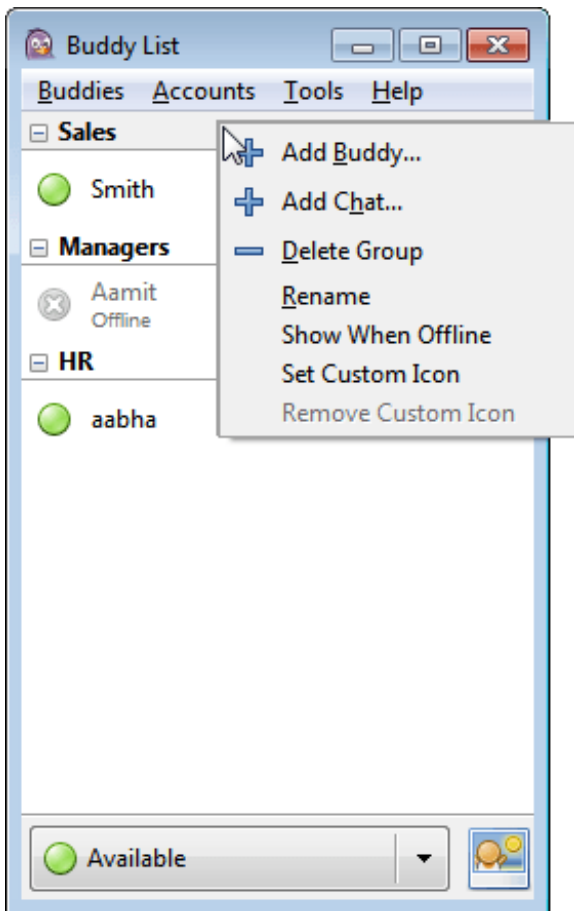 Buddy List
Buddies Accounts Tools Help
Sales
Smith
Managers
Aamit
Offline
HR
aabha
Add Buddy...
Add Chat...
Delete Group
Rename
Show When Offline
Set Custom Icon
Remove Custom Icon
Available